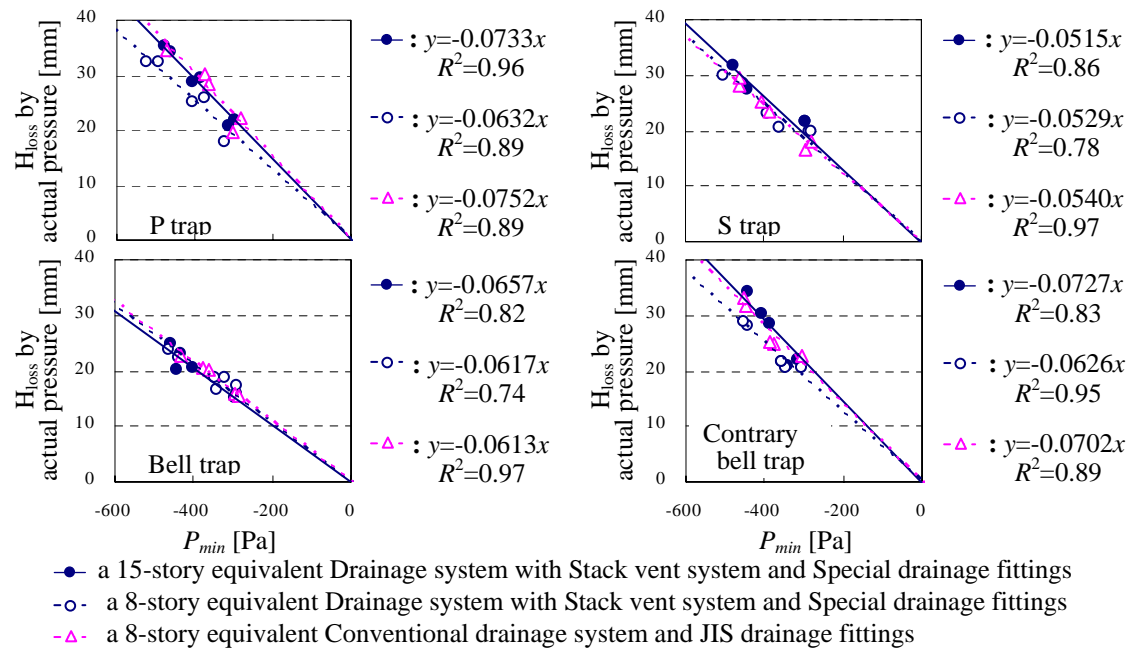 H_loss by actual pressure [mm]
40
30
20
10
0
P trap
: y=-0.0733x
R²=0.96
: y=-0.0632x
R²=0.89
: y=-0.0752x
R²=0.89
H_loss by actual pressure [mm]
40
30
20
10
0
S trap
: y=-0.0515x
R²=0.86
: y=-0.0529x
R²=0.78
: y=-0.0540x
R²=0.97
H_loss by actual pressure [mm]
40
30
20
10
0
Bell trap
-600 -400 -200 0
P_min [Pa]
: y=-0.0657x
R²=0.82
: y=-0.0617x
R²=0.74
: y=-0.0613x
R²=0.97
H_loss by actual pressure [mm]
40
30
20
10
0
Contrary
bell trap
-600 -400 -200 0
P_min [Pa]
: y=-0.0727x
R²=0.83
: y=-0.0626x
R²=0.95
: y=-0.0702x
R²=0.89
a 15-story equivalent Drainage system with Stack vent system and Special drainage fittings
a 8-story equivalent Drainage system with Stack vent system and Special drainage fittings
a 8-story equivalent Conventional drainage system and JIS drainage fittings